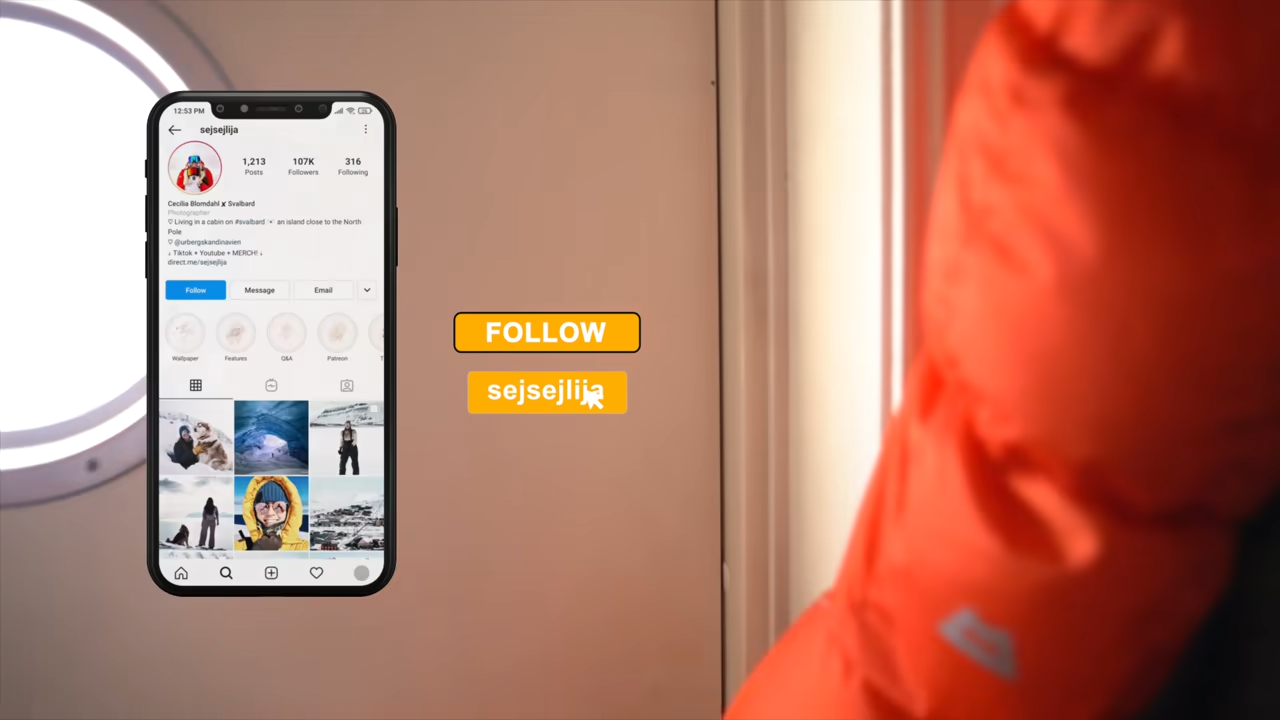 12:53 PM
sejsejlija
1,213 107K 316
Posts Followers Following
Cecilia Blomdahl ✘ Svalbard
Photographer
♡ Living in a cabin on #svalbard 🇸🇯 an island close to the North
Pole
♡ @urbergskandinavien
↓ Tiktok + Youtube + MERCH! ↓
direct.me/sejsejlija
Follow Message Email
Wallpaper Features Q&A Patreon
FOLLOW
sejsejlija